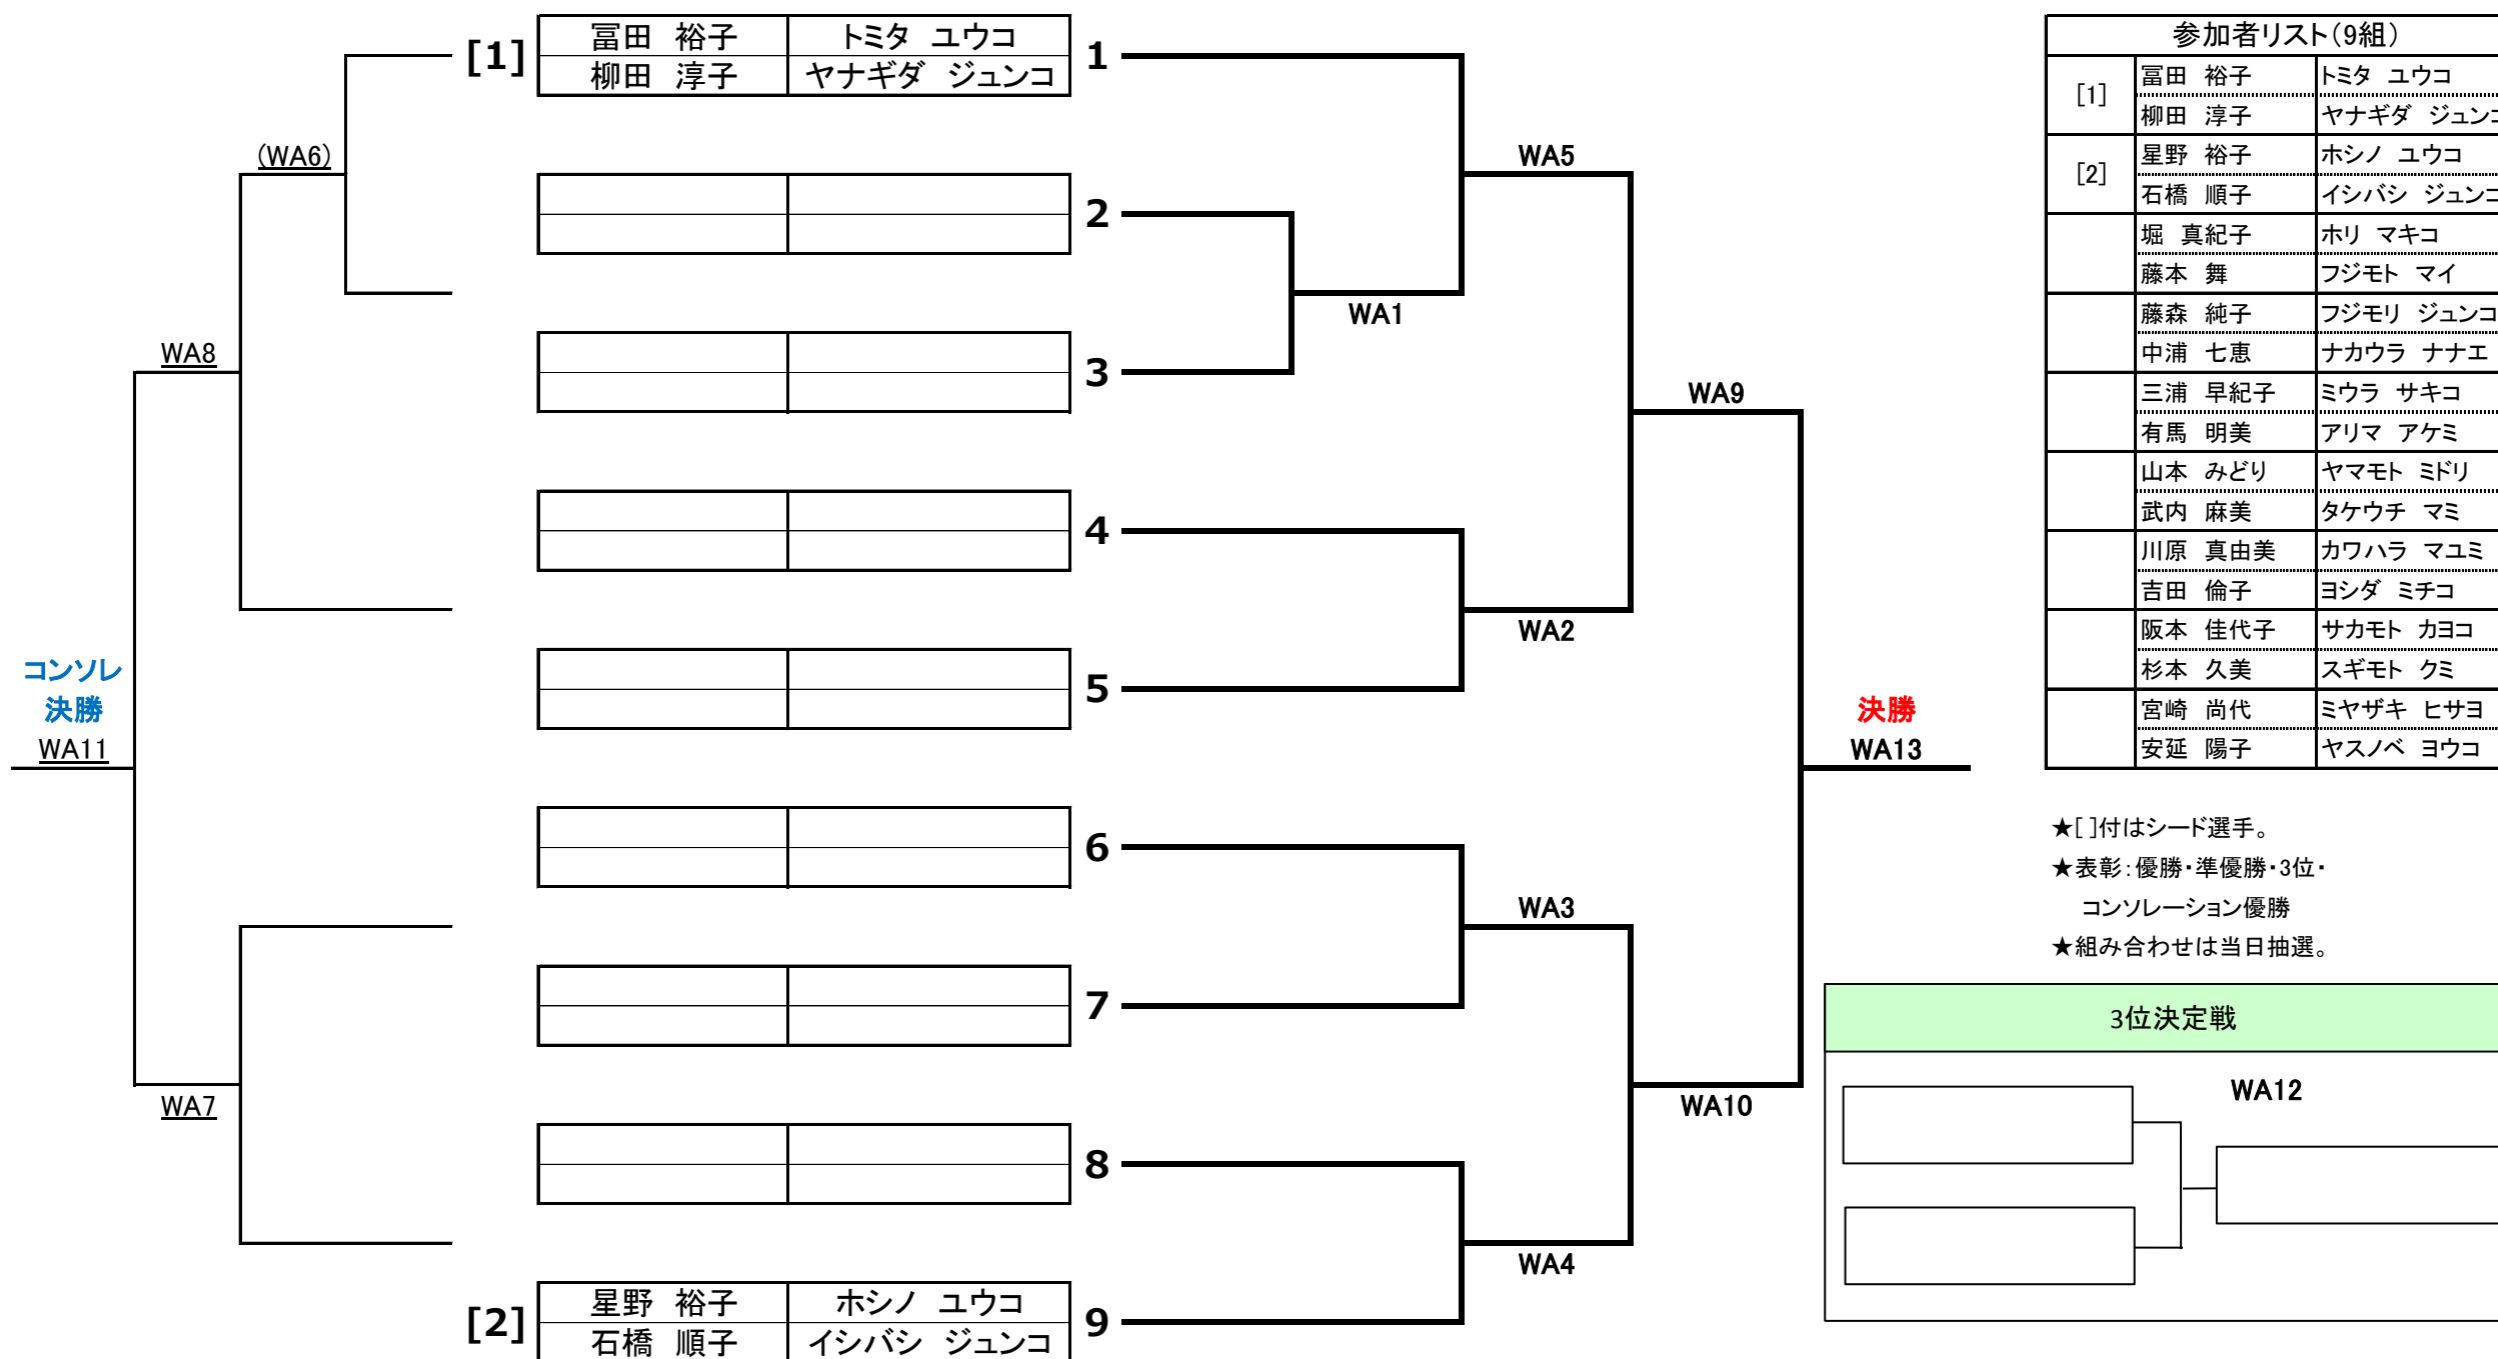 [1] 冨田 裕子 トミタ ユウコ 1
柳田 淳子 ヤナギダ ジュンコ
(WA6)
WA5
2
WA1
WA8
3
WA9
4
WA2
コンソレ
決勝
WA11
5
決勝
WA13
6
WA3
7
WA7
WA10
8
WA4
[2] 星野 裕子 ホシノ ユウコ 9
石橋 順子 イシバシ ジュンコ
参加者リスト(9組)
[1] 冨田 裕子 トミタ ユウコ
柳田 淳子 ヤナギダ ジュンコ
[2] 星野 裕子 ホシノ ユウコ
石橋 順子 イシバシ ジュンコ
堀 真紀子 ホリ マキコ
藤本 舞 フジモト マイ
藤森 純子 フジモリ ジュンコ
中浦 七恵 ナカウラ ナナエ
三浦 早紀子 ミウラ サキコ
有馬 明美 アリマ アケミ
山本 みどり ヤマモト ミドリ
武内 麻美 タケウチ マミ
川原 真由美 カワハラ マユミ
吉田 倫子 ヨシダ ミチコ
阪本 佳代子 サカモト カヨコ
杉本 久美 スギモト クミ
宮崎 尚代 ミヤザキ ヒサヨ
安延 陽子 ヤスノベ ヨウコ
★[ ]付はシード選手。
★表彰:優勝・準優勝・3位・
コンソレーション優勝
★組み合わせは当日抽選。
3位決定戦
WA12